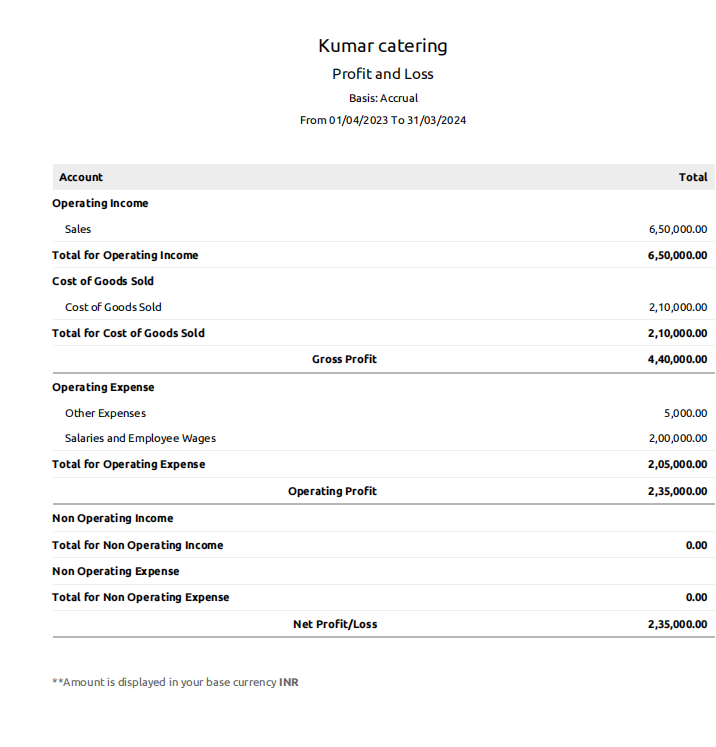 Kumar catering
Profit and Loss
Basis: Accrual
From 01/04/2023 To 31/03/2024
Account Total
Operating Income
Sales 6,50,000.00
Total for Operating Income 6,50,000.00
Cost of Goods Sold
Cost of Goods Sold 2,10,000.00
Total for Cost of Goods Sold 2,10,000.00
Gross Profit 4,40,000.00
Operating Expense
Other Expenses 5,000.00
Salaries and Employee Wages 2,00,000.00
Total for Operating Expense 2,05,000.00
Operating Profit 2,35,000.00
Non Operating Income
Total for Non Operating Income 0.00
Non Operating Expense
Total for Non Operating Expense 0.00
Net Profit/Loss 2,35,000.00
**Amount is displayed in your base currency INR